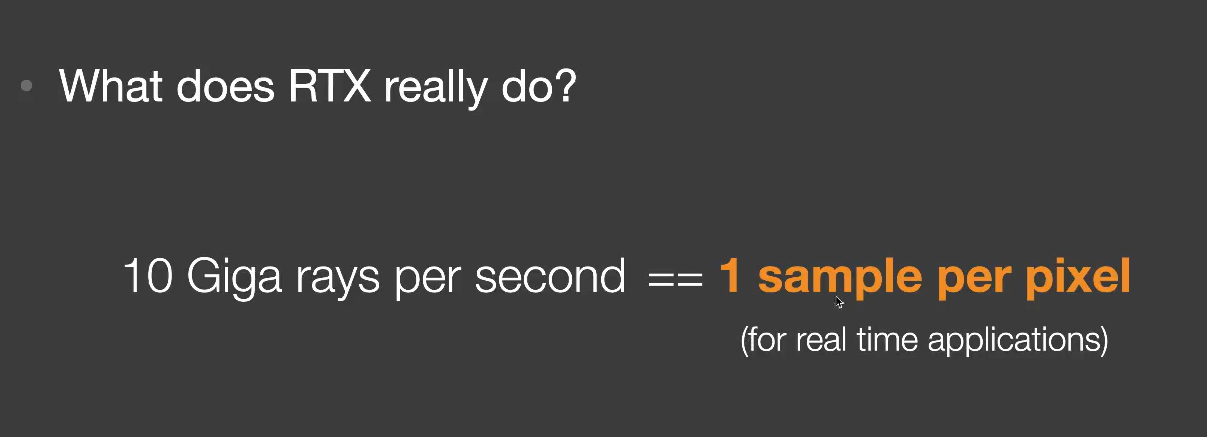 • What does RTX really do?
10 Giga rays per second == 1 sample per pixel
(for real time applications)